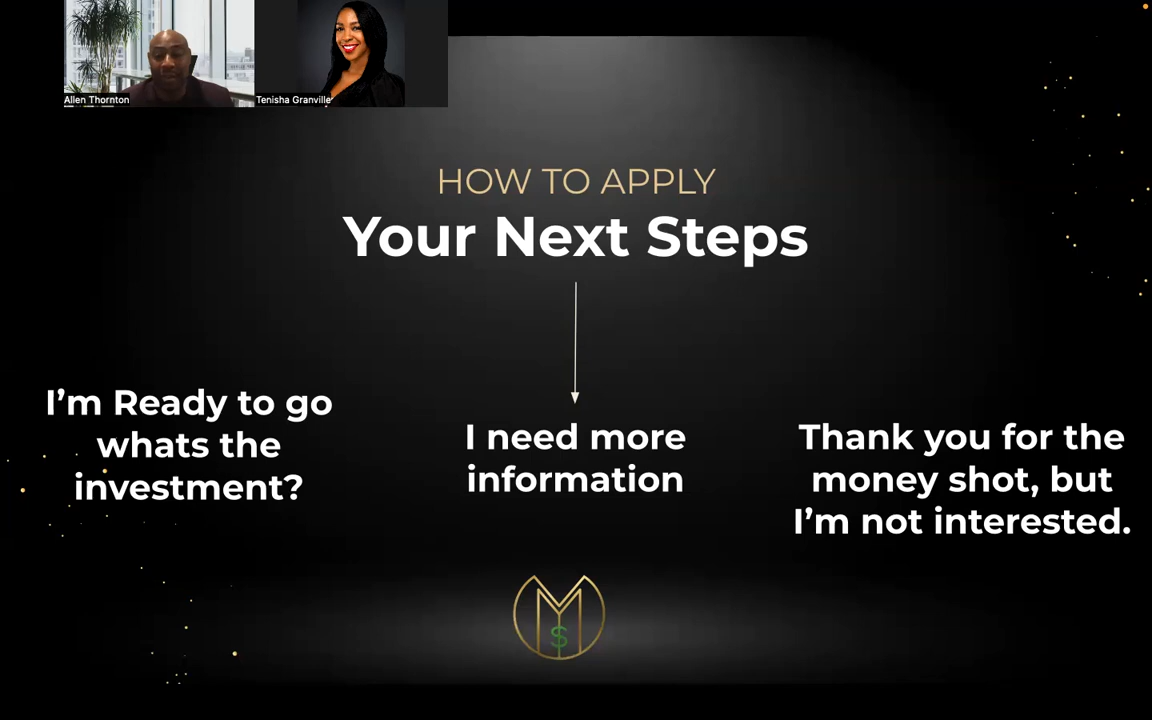 Allen Thornton
Tenisha Granville
HOW TO APPLY
Your Next Steps
I’m Ready to go
whats the
investment?
I need more
information
Thank you for the
money shot, but
I’m not interested.
M
$